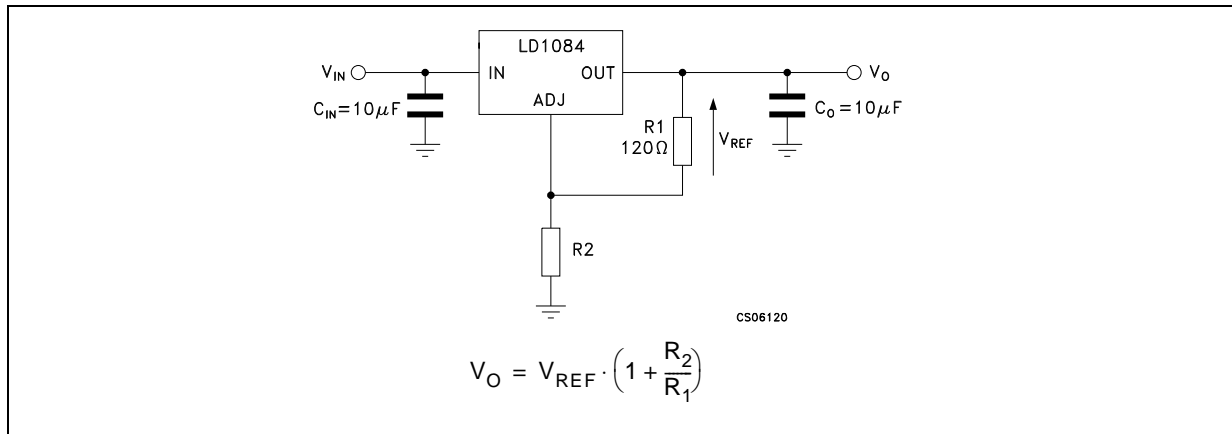 LD1084
V_IN
IN
OUT
V_O
ADJ
C_IN=10μF
R1
120Ω
V_REF
C_O=10μF
R2
CS06120
V_O = V_REF · (1 + R_2/R_1)